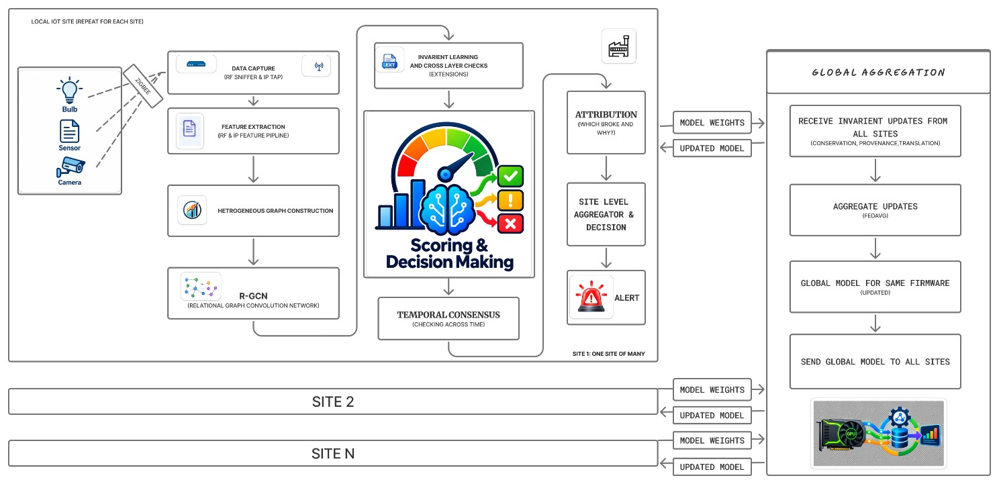 LOCAL IOT SITE (REPEAT FOR EACH SITE)
Bulb
Sensor
Camera
ZIGBEE
DATA CAPTURE
(RF SNIFFER & IP TAP)
FEATURE EXTRACTION
(RF & IP FEATURE PIPLINE)
HETROGENEOUS GRAPH CONSTRUCTION
R-GCN
(RELATIONAL GRAPH CONVOLUTION NETWORK)
.EXT
INVARIENT LEARNING
AND CROSS LAYER CHECKS
(EXTENSIONS)
Scoring &
Decision Making
TEMPORAL CONSENSUS
(CHECKING ACROSS TIME)
ATTRIBUTION
(WHICH BROKE AND
WHY?)
SITE LEVEL
AGGREGATOR &
DECISION
ALERT
SITE 1: ONE SITE OF MANY
MODEL WEIGHTS
UPDATED MODEL
GLOBAL AGGREGATION
RECEIVE INVARIENT UPDATES FROM
ALL SITES
(CONSERVATION, PROVENANCE,TRANSLATION)
AGGREGATE UPDATES
(FEDAVG)
GLOBAL MODEL FOR SAME FIRMWARE
(UPDATED)
SEND GLOBAL MODEL TO ALL SITES
GPU
SITE 2
MODEL WEIGHTS
UPDATED MODEL
SITE N
MODEL WEIGHTS
UPDATED MODEL